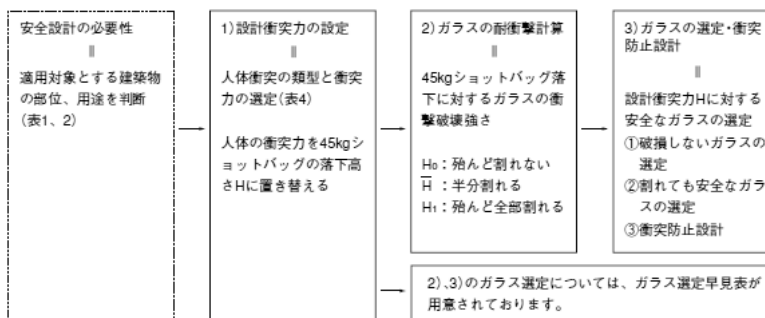 安全設計の必要性
||
適用対象とする建築物
の部位、用途を判断
(表1、2)
1)設計衝突力の設定
||
人体衝突の類型と衝突
力の選定(表4)
人体の衝突力を45kgシ
ョットバッグの落下高
さHに置き替える
2)ガラスの耐衝撃計算
||
45kgショットバッグ落
下に対するガラスの衝
撃破壊強さ
H₀:殆んど割れない
H̅:半分割れる
H₁:殆んど全部割れる
3)ガラスの選定・衝突
防止設計
||
設計衝突力Hに対する
安全なガラスの選定
①破損しないガラスの
選定
②割れても安全なガラ
スの選定
③衝突防止設計
2)、3)のガラス選定については、ガラス選定早見表が
用意されております。